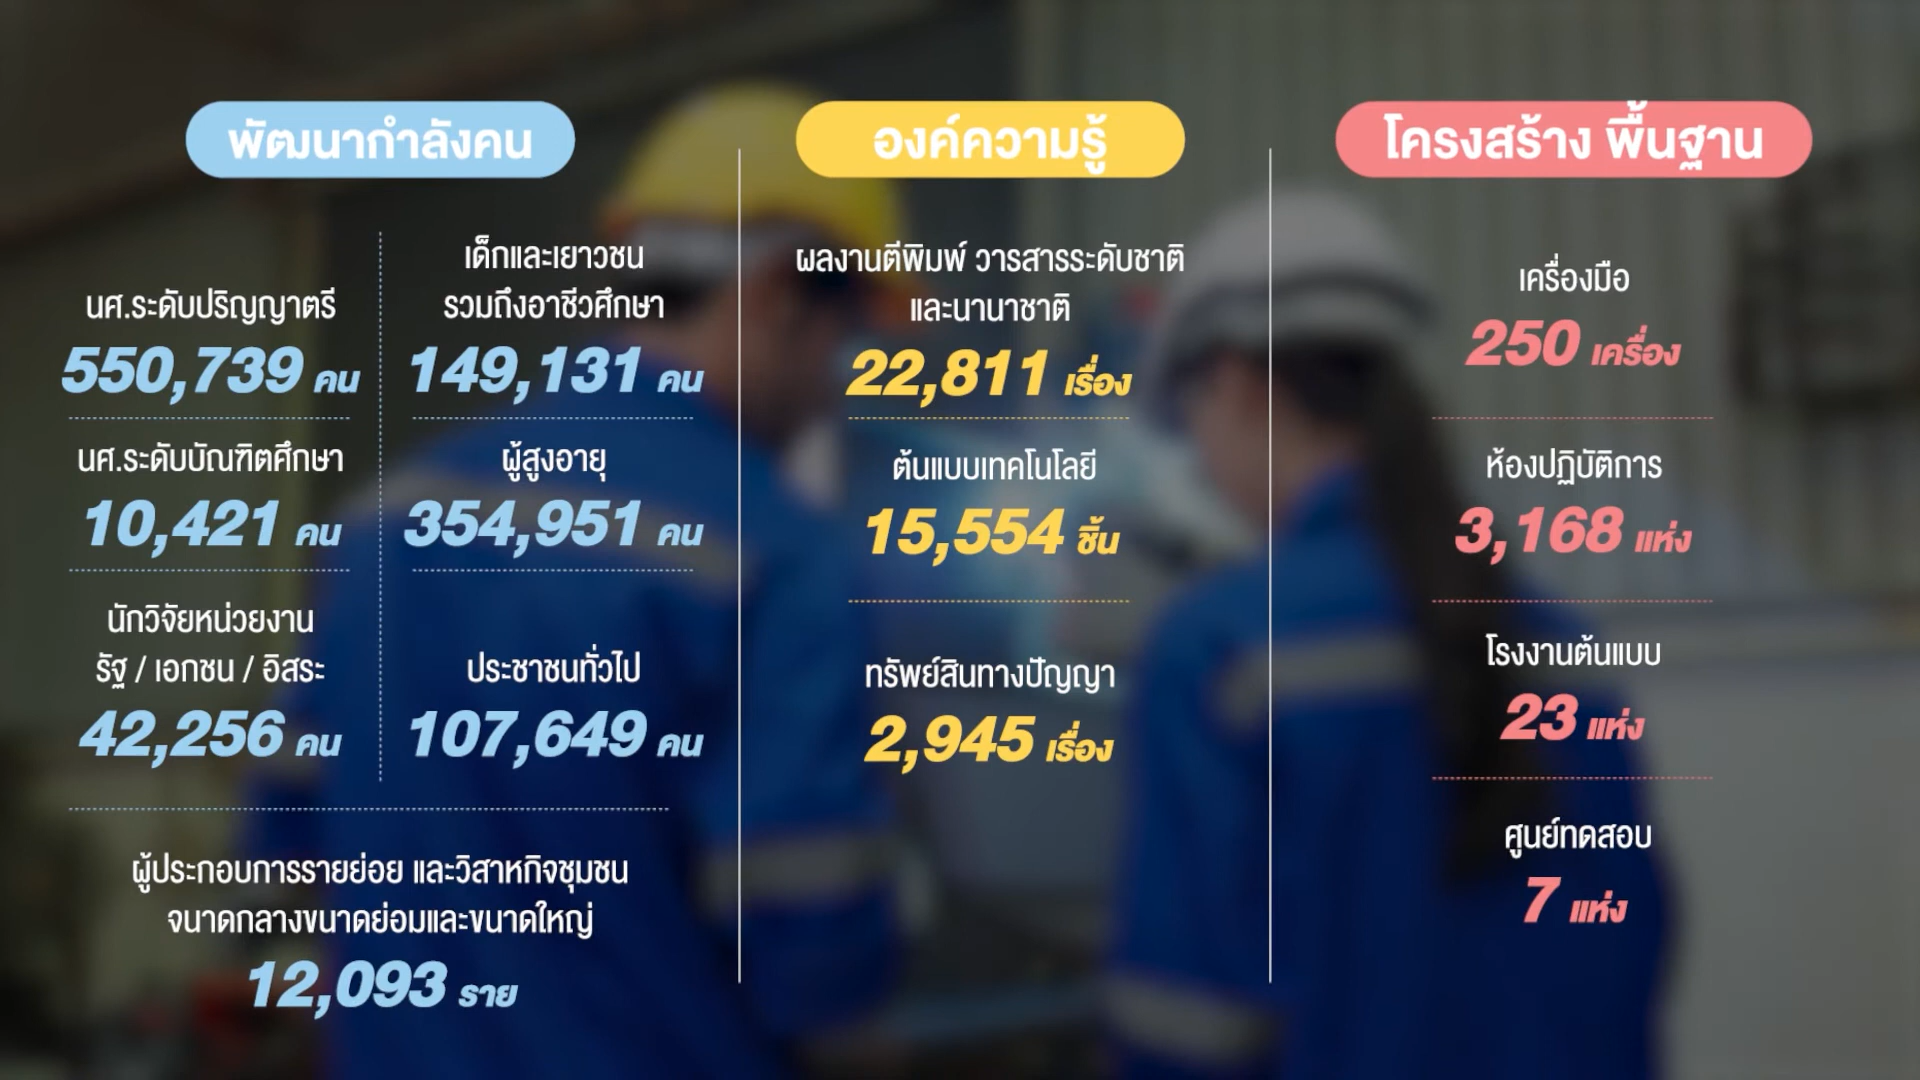 พัฒนากำลังคน
นศ.ระดับปริญญาตรี
550,739 คน
เด็กและเยาวชน
รวมถึงอาชีวศึกษา
149,131 คน
นศ.ระดับบัณฑิตศึกษา
10,421 คน
ผู้สูงอายุ
354,951 คน
นักวิจัยหน่วยงาน
รัฐ / เอกชน / อิสระ
42,256 คน
ประชาชนทั่วไป
107,649 คน
ผู้ประกอบการรายย่อย และวิสาหกิจชุมชน
จนาดกลางขนาดย่อมและขนาดใหญ่
12,093 ราย
องค์ความรู้
ผลงานตีพิมพ์ วารสารระดับชาติ
และนานาชาติ
22,811 เรื่อง
ต้นแบบเทคโนโลยี
15,554 ชิ้น
ทรัพย์สินทางปัญญา
2,945 เรื่อง
โครงสร้าง พื้นฐาน
เครื่องมือ
250 เครื่อง
ห้องปฏิบัติการ
3,168 แห่ง
โรงงานต้นแบบ
23 แห่ง
ศูนย์ทดสอบ
7 แห่ง